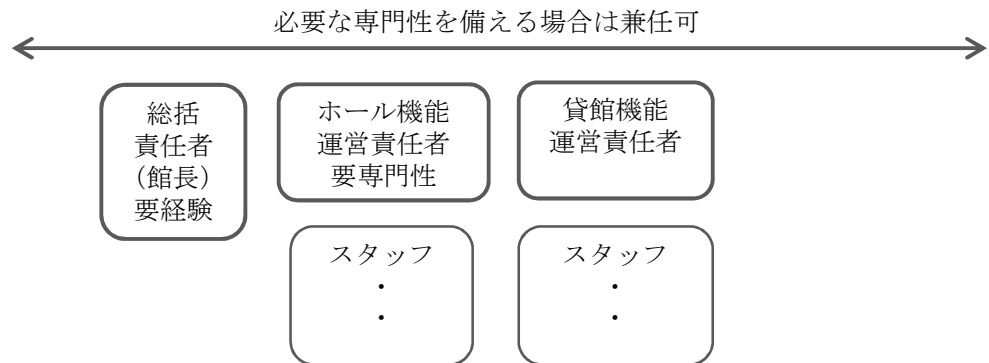 必要な専門性を備える場合は兼任可
総括
責任者
（館長）
要経験
ホール機能
運営責任者
要専門性
貸館機能
運営責任者
スタッフ
・
・
スタッフ
・
・